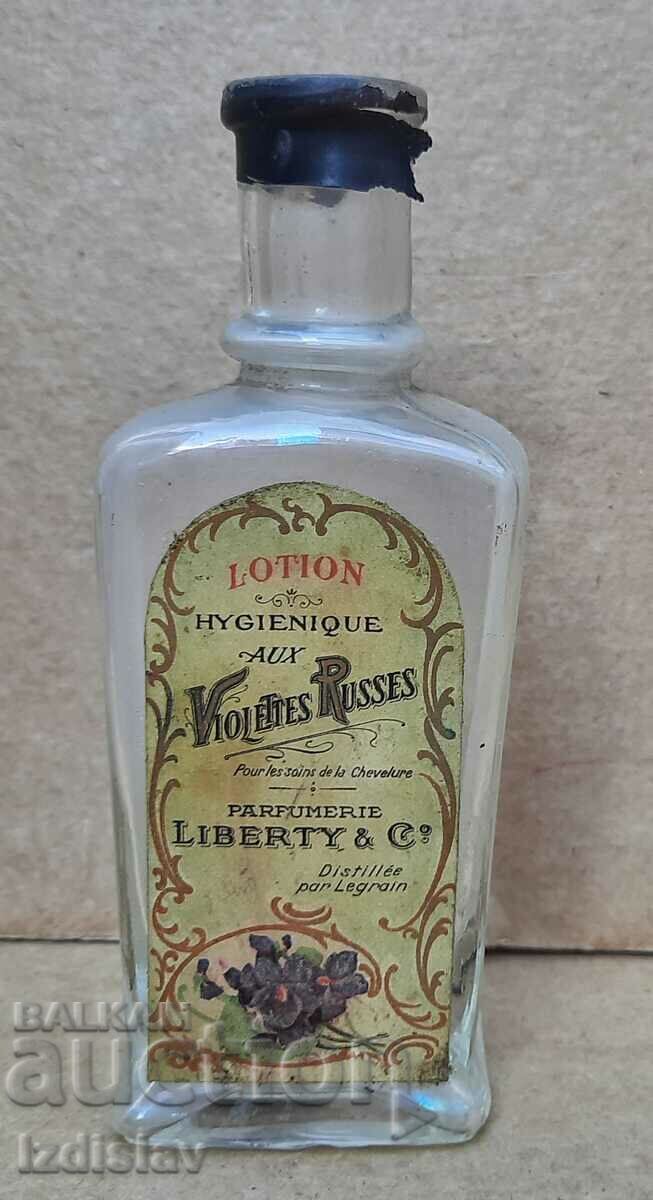 LOTION
HYGIENIQUE
AUX
VIOLETTES RUSSES
Pour les soins de la Chevelure
PARFUMERIE
LIBERTY & Cº
Distillée
par Legrain
BALKAN
auction
Izdislav